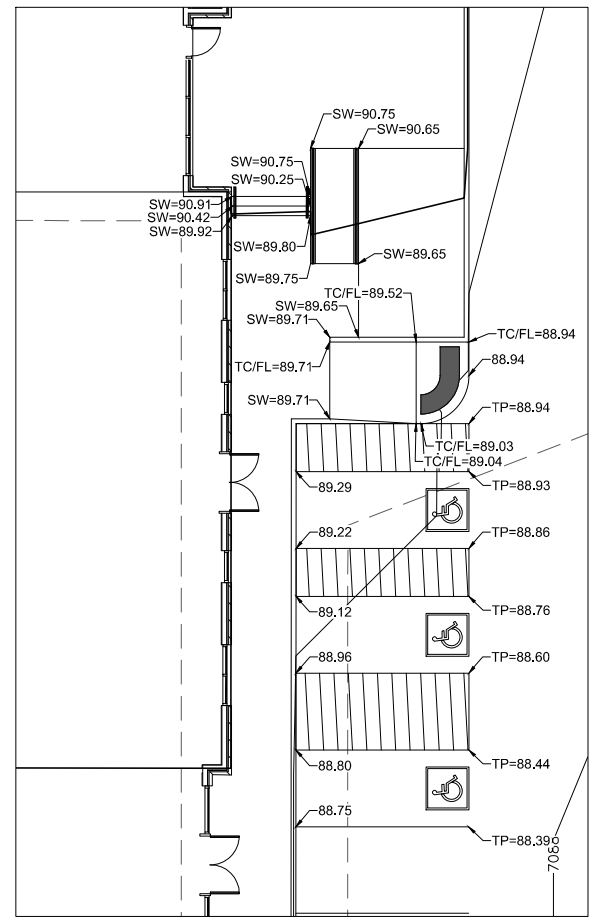 SW=90.75
SW=90.65
SW=90.75
SW=90.25
SW=90.91
SW=90.42
SW=89.92
SW=89.80
SW=89.65
SW=89.75
TC/FL=89.52
SW=89.65
SW=89.71
TC/FL=88.94
88.94
TC/FL=89.71
SW=89.71
TP=88.94
TC/FL=89.03
TC/FL=89.04
89.29
TP=88.93
89.22
TP=88.86
89.12
TP=88.76
88.96
TP=88.60
88.80
TP=88.44
88.75
TP=88.39
7088